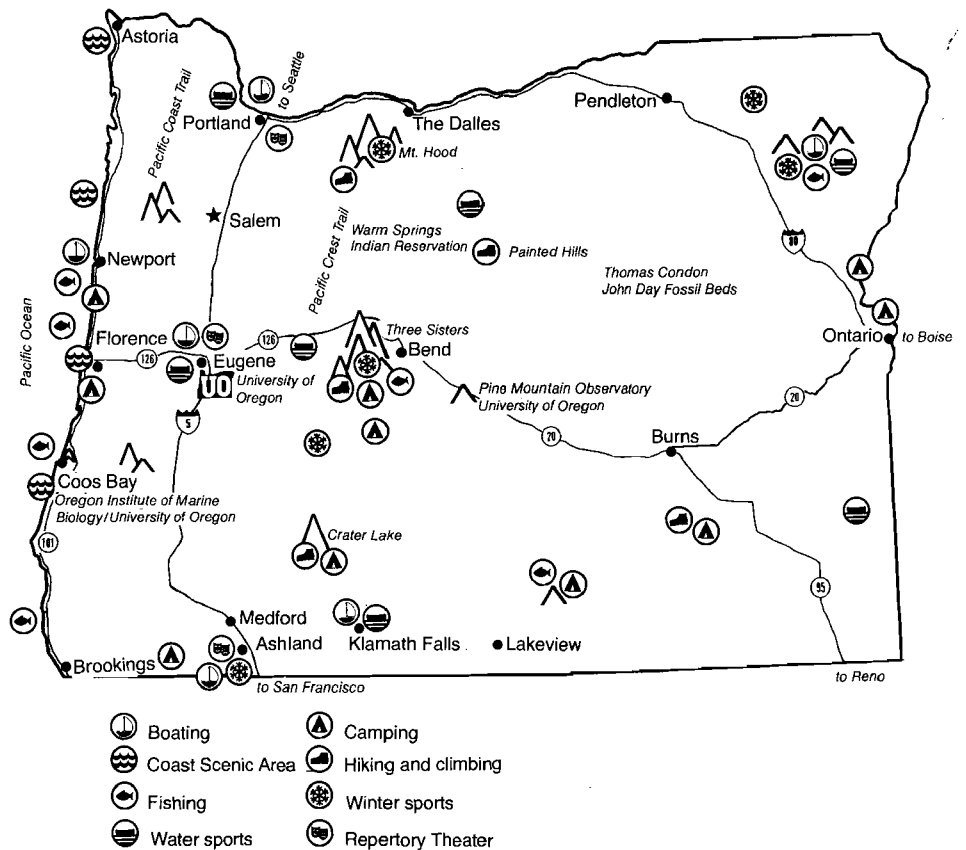 Astoria
Pacific Coast Trail
to Seattle
Portland
The Dalles
Pendleton
Mt. Hood
Salem
Pacific Crest Trail
Warm Springs
Indian Reservation
Painted Hills
80
Newport
Thomas Condon
John Day Fossil Beds
Pacific Ocean
Florence
126
126
Three Sisters
Bend
Ontario
to Boise
Eugene
UO
University of
Oregon
5
Pine Mountain Observatory
University of Oregon
20
20
Burns
Coos Bay
Oregon Institute of Marine
Biology/University of Oregon
101
Crater Lake
95
Medford
Ashland
Klamath Falls
Lakeview
Brookings
to San Francisco
to Reno
Boating
Camping
Coast Scenic Area
Hiking and climbing
Fishing
Winter sports
Water sports
Repertory Theater